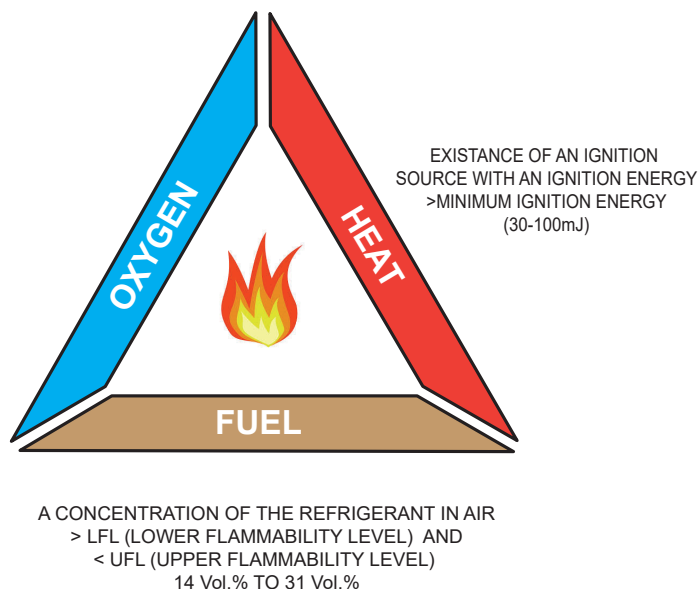 OXYGEN
HEAT
EXISTANCE OF AN IGNITION
SOURCE WITH AN IGNITION ENERGY
>MINIMUM IGNITION ENERGY
(30-100mJ)
FUEL
A CONCENTRATION OF THE REFRIGERANT IN AIR
> LFL (LOWER FLAMMABILITY LEVEL) AND
< UFL (UPPER FLAMMABILITY LEVEL)
14 Vol.% TO 31 Vol.%